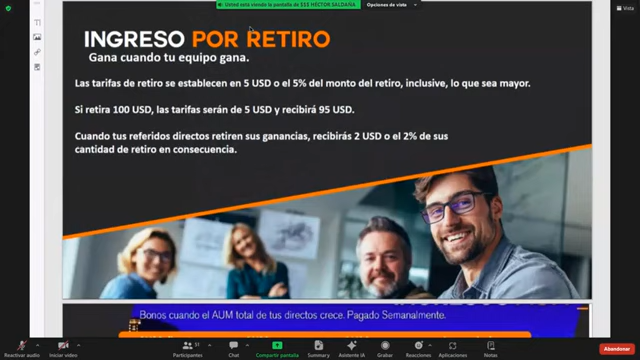 Usted está viendo la pantalla de 333 HÉCTOR SALDAÑA
Opciones de vista
Vista
INGRESO POR RETIRO
Gana cuando tu equipo gana.
Las tarifas de retiro se establecen en 5 USD o el 5% del monto del retiro, inclusive, lo que sea mayor.
Si retira 100 USD, las tarifas serán de 5 USD y recibirá 95 USD.
Cuando tus referidos directos retiren sus ganancias, recibirás 2 USD o el 2% de sus
cantidad de retiro en consecuencia.
Bonos cuando el AUM total de tus directos crece. Pagado Semanalmente.
Reactivar audio
Iniciar video
Participantes
Chat
Compartir pantalla
Summary
Asistente IA
Grabar
Reacciones
Aplicaciones
Notas
Abandonar